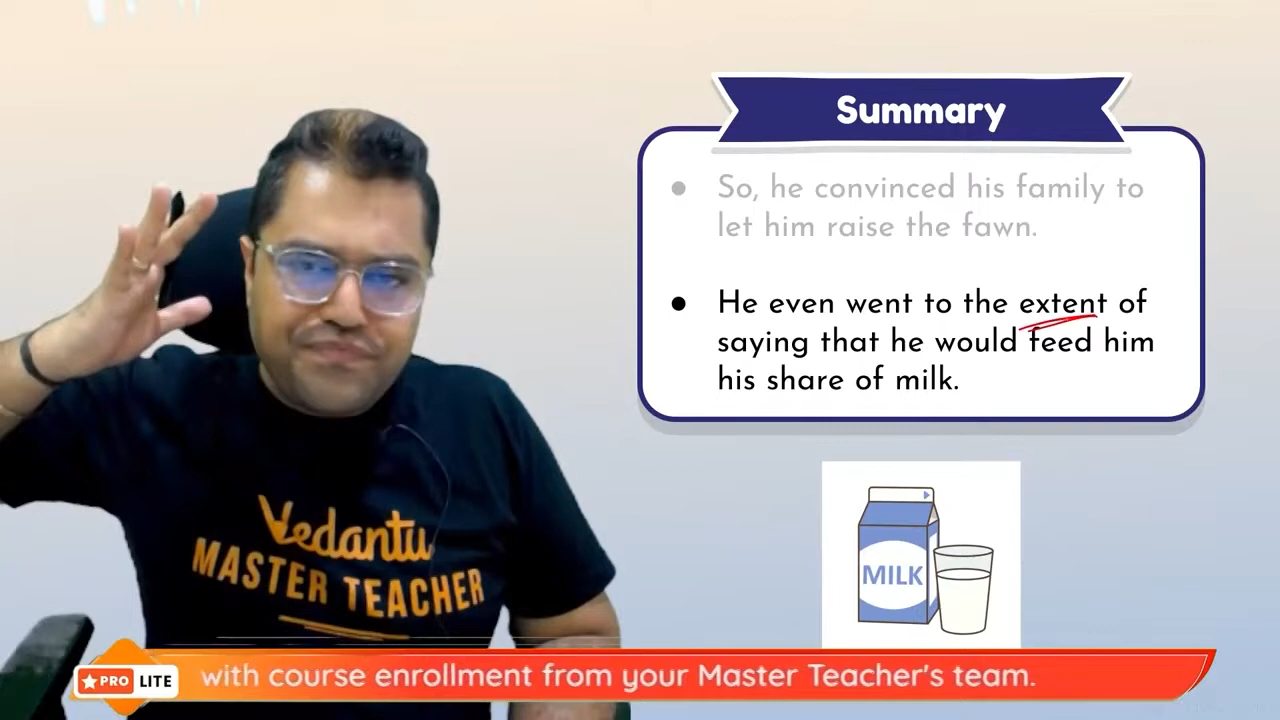 Summary
• So, he convinced his family to
let him raise the fawn.
• He even went to the extent of
saying that he would feed him
his share of milk.
MILK
Vedantu
MASTER TEACHER
PRO LITE
with course enrollment from your Master Teacher's team.